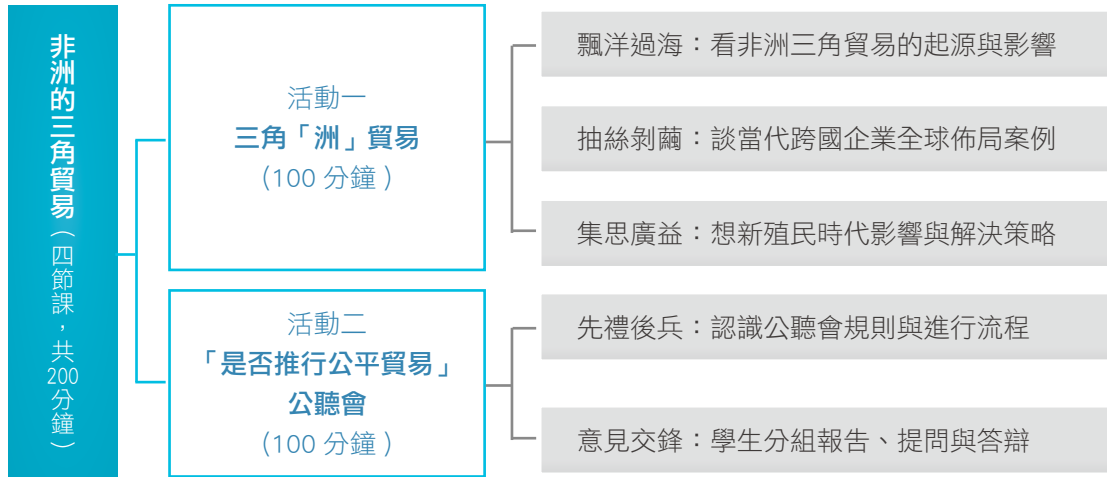 非洲的三角貿易（四節課，共200分鐘）
活動一
三角「洲」貿易
（100 分鐘）
飄洋過海：看非洲三角貿易的起源與影響
抽絲剝繭：談當代跨國企業全球佈局案例
集思廣益：想新殖民時代影響與解決策略
活動二
「是否推行公平貿易」
公聽會
（100 分鐘）
先禮後兵：認識公聽會規則與進行流程
意見交鋒：學生分組報告、提問與答辯